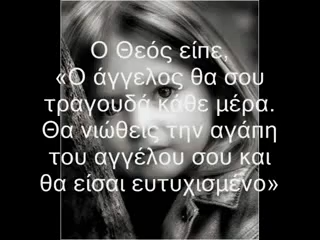 Ο Θεός είπε,
«Ο άγγελος θα σου
τραγουδά κάθε μέρα.
Θα νιώθεις την αγάπη
του αγγέλου σου και
θα είσαι ευτυχισμένο»